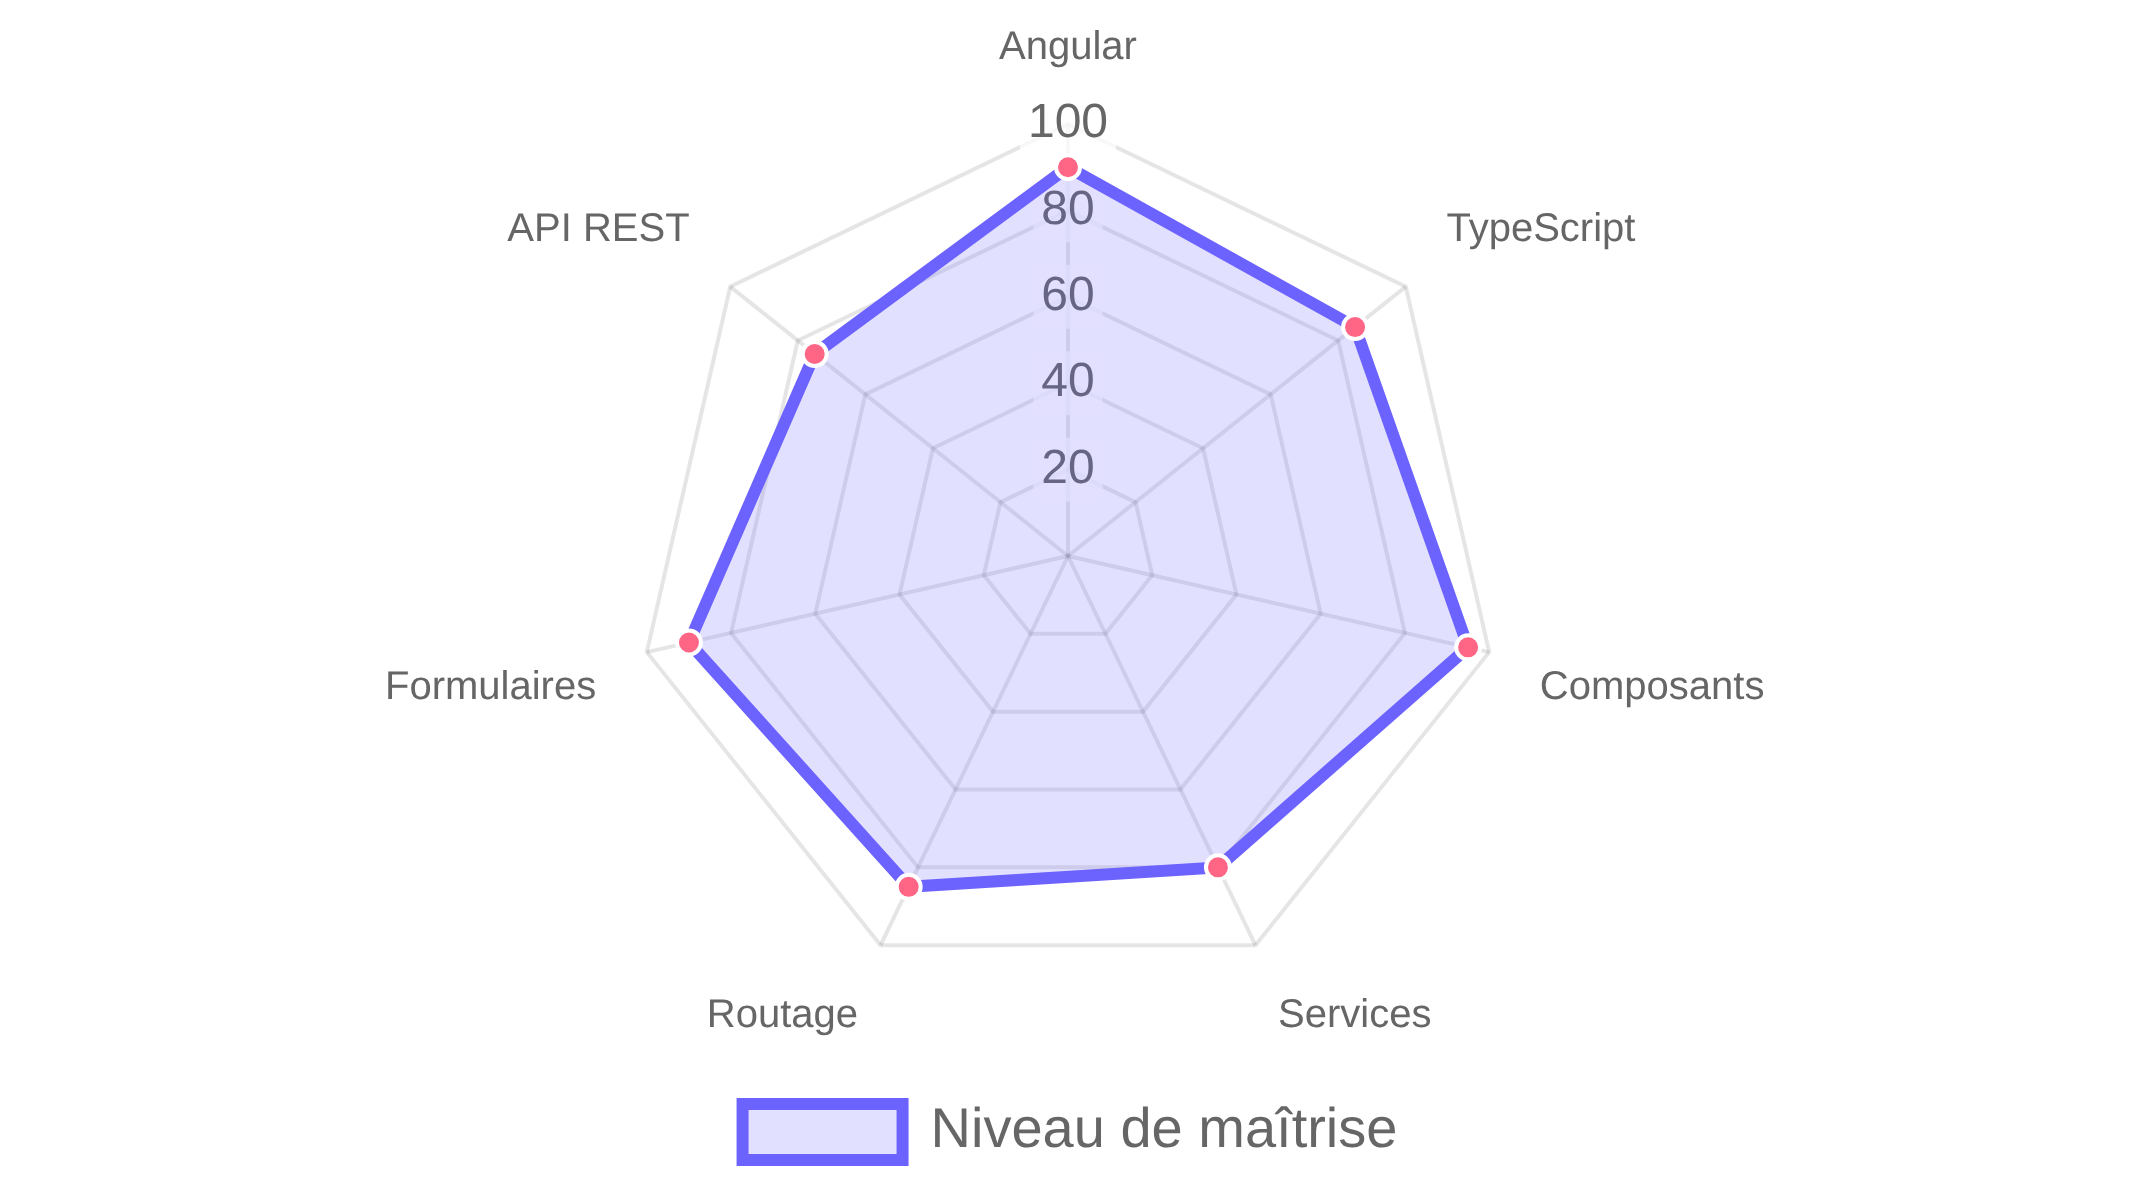 Angular
100
80
60
40
20
API REST
TypeScript
Formulaires
Composants
Routage
Services
Niveau de maîtrise